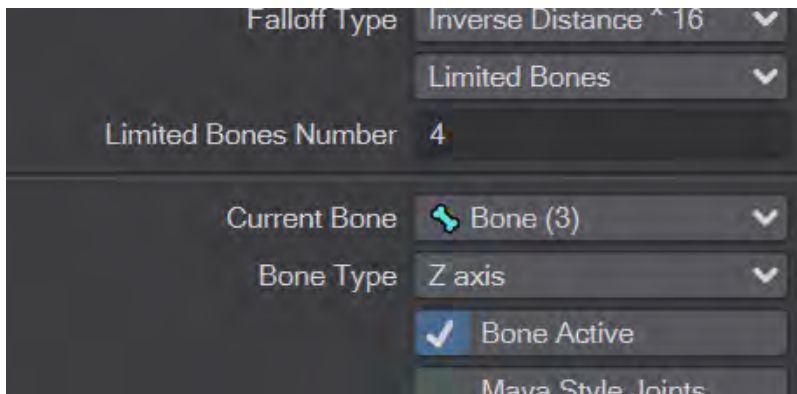 Falloff Type Inverse Distance ^ 16
Limited Bones
Limited Bones Number 4
Current Bone Bone (3)
Bone Type Z axis
Bone Active
Maya Style Joints